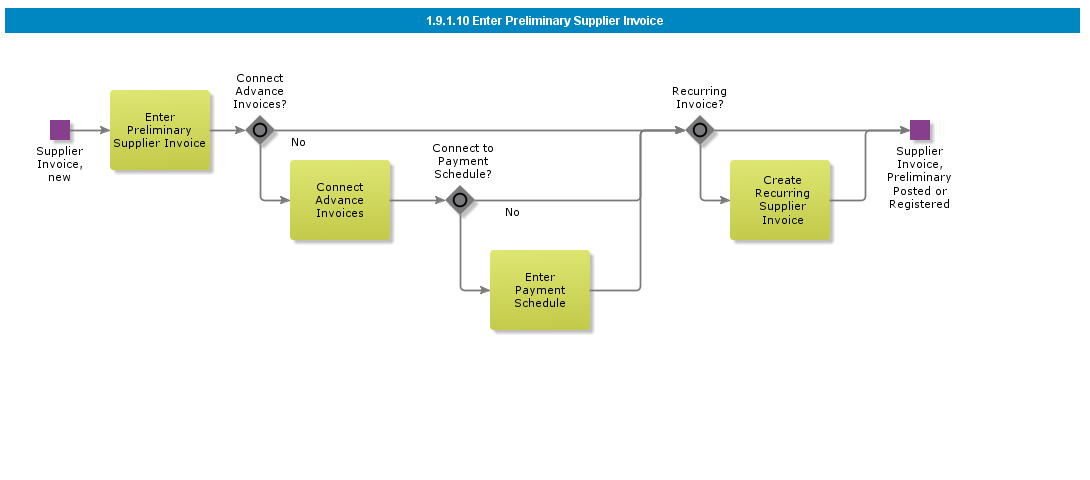 1.9.1.10 Enter Preliminary Supplier Invoice
Connect
Advance
Invoices?
Recurring
Invoice?
Enter
Preliminary
Supplier Invoice
No
Connect to
Payment
Schedule?
Supplier
Invoice,
new
Supplier
Invoice,
Preliminary
Posted or
Registered
Connect
Advance
Invoices
Create
Recurring
Supplier
Invoice
No
Enter
Payment
Schedule